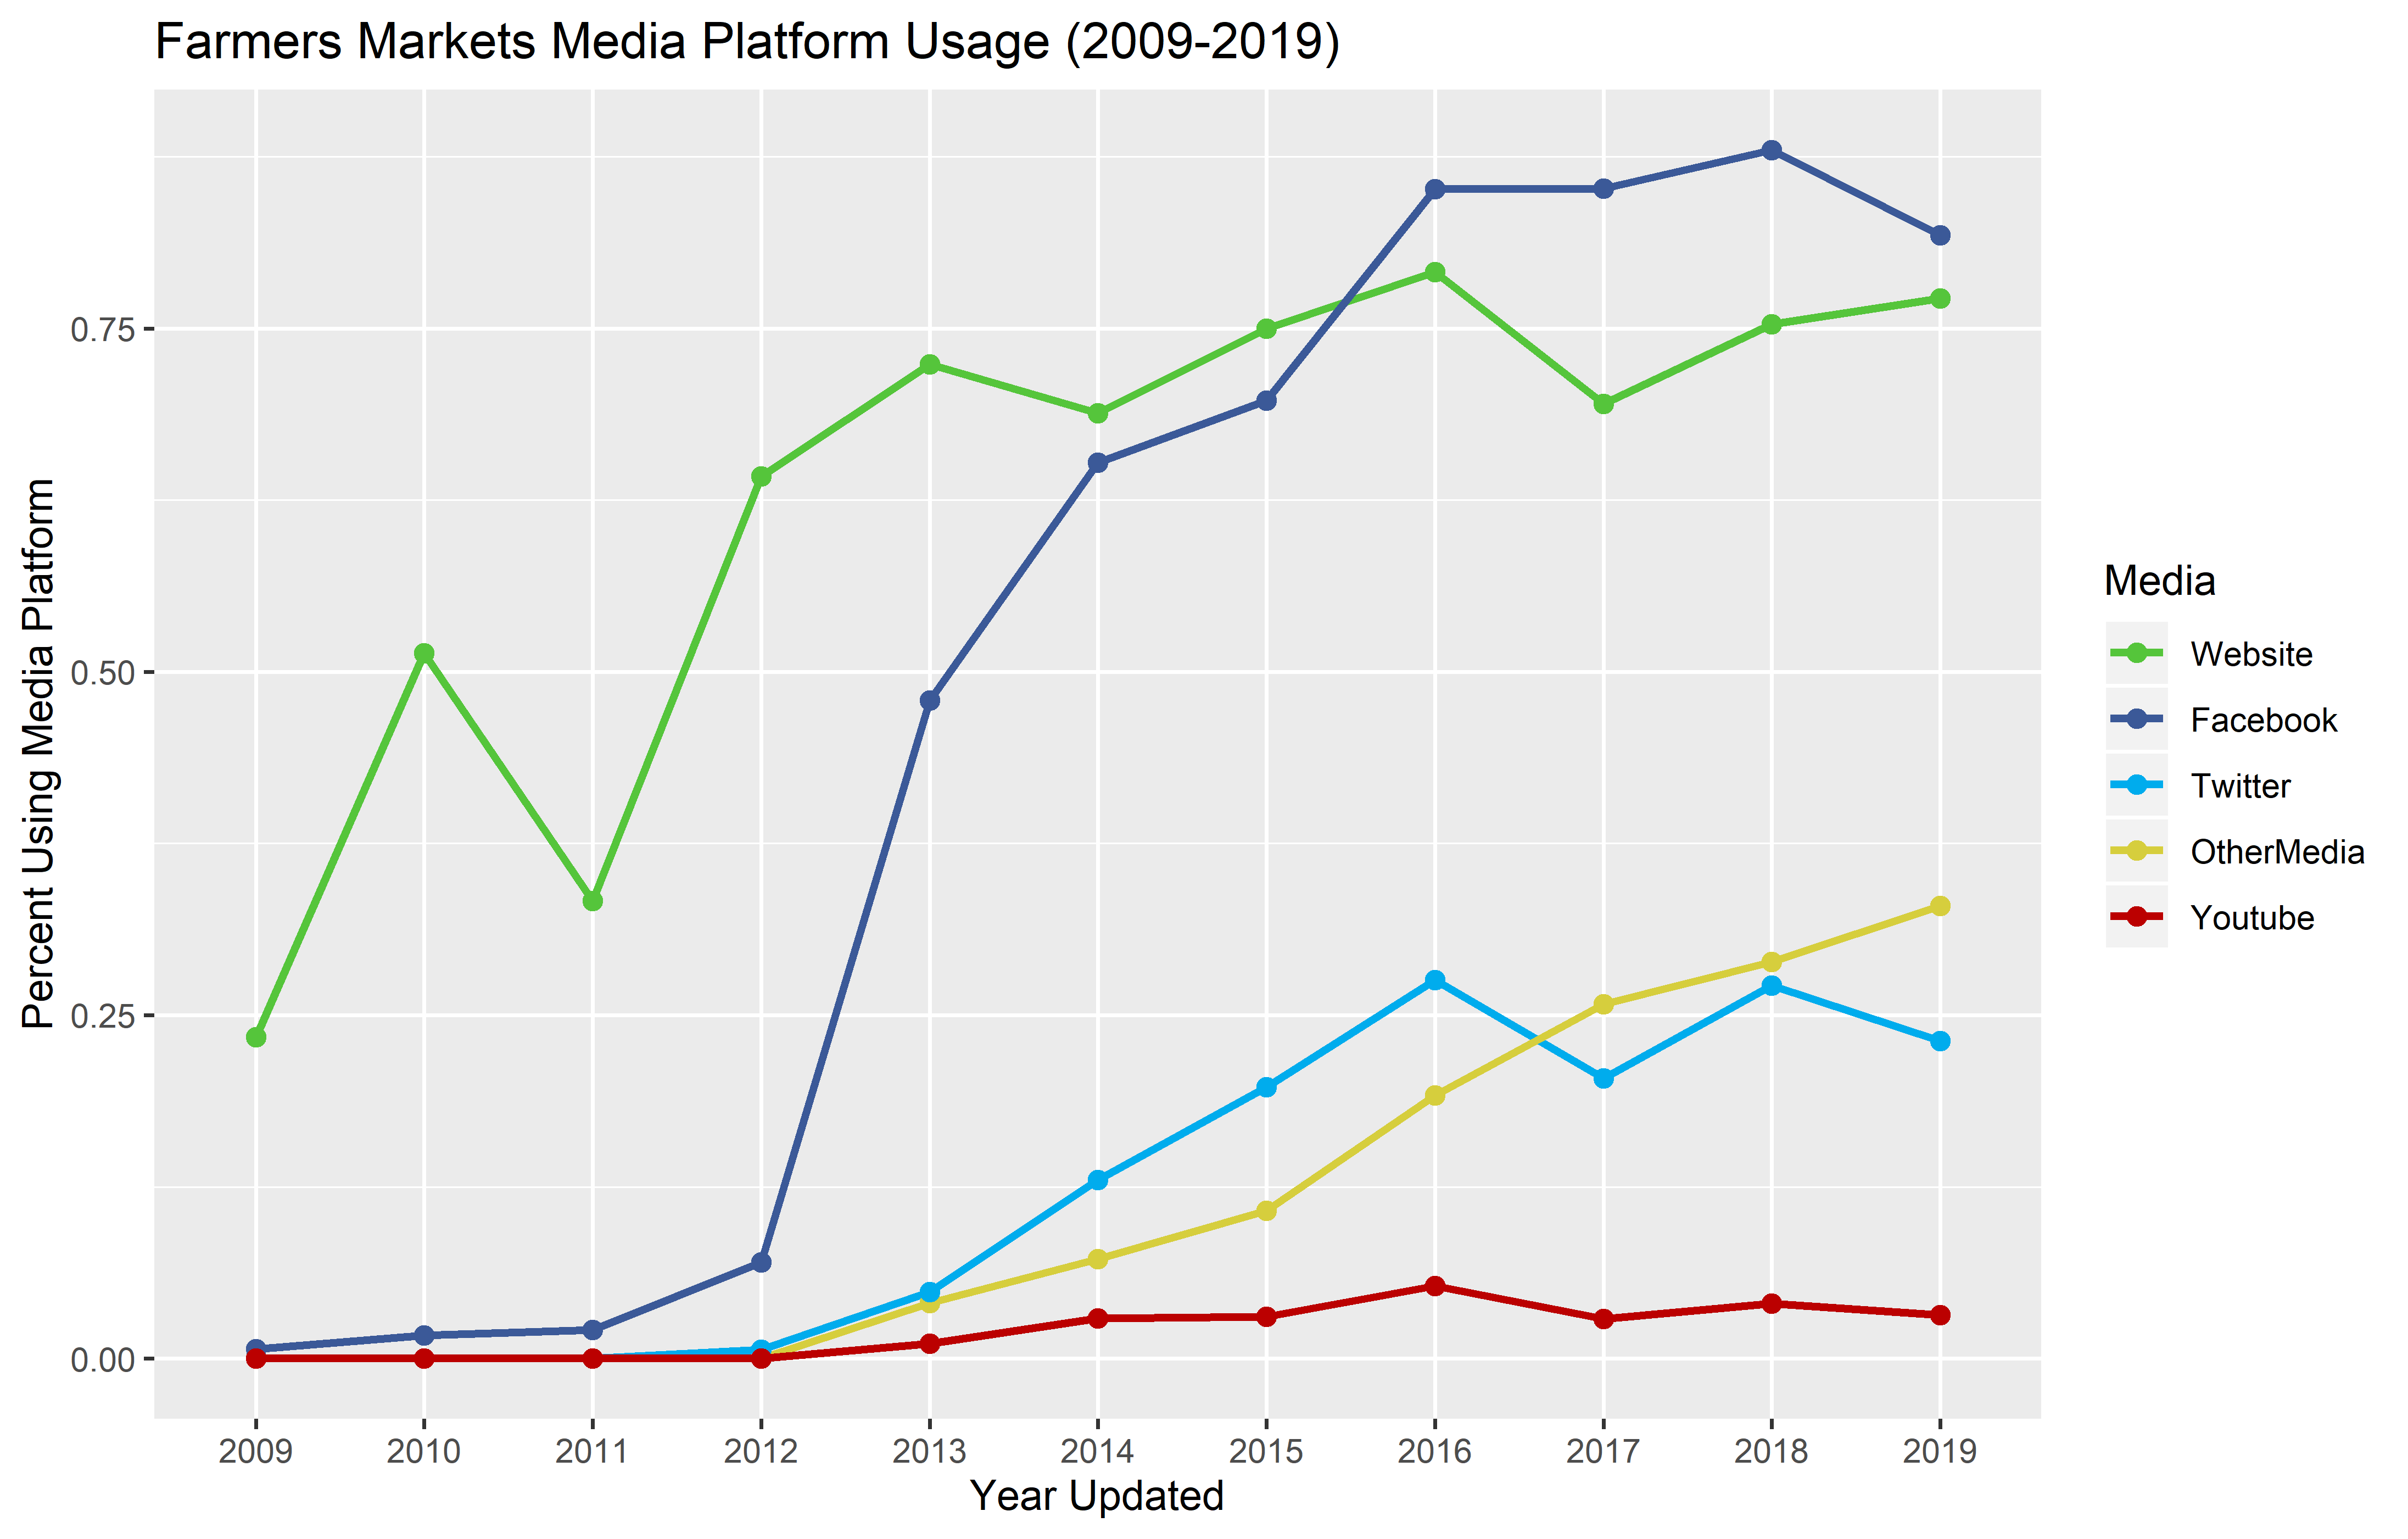 Farmers Markets Media Platform Usage (2009-2019)
Percent Using Media Platform
0.75
0.50
0.25
0.00
2009 2010 2011 2012 2013 2014 2015 2016 2017 2018 2019
Year Updated
Media
Website
Facebook
Twitter
OtherMedia
Youtube